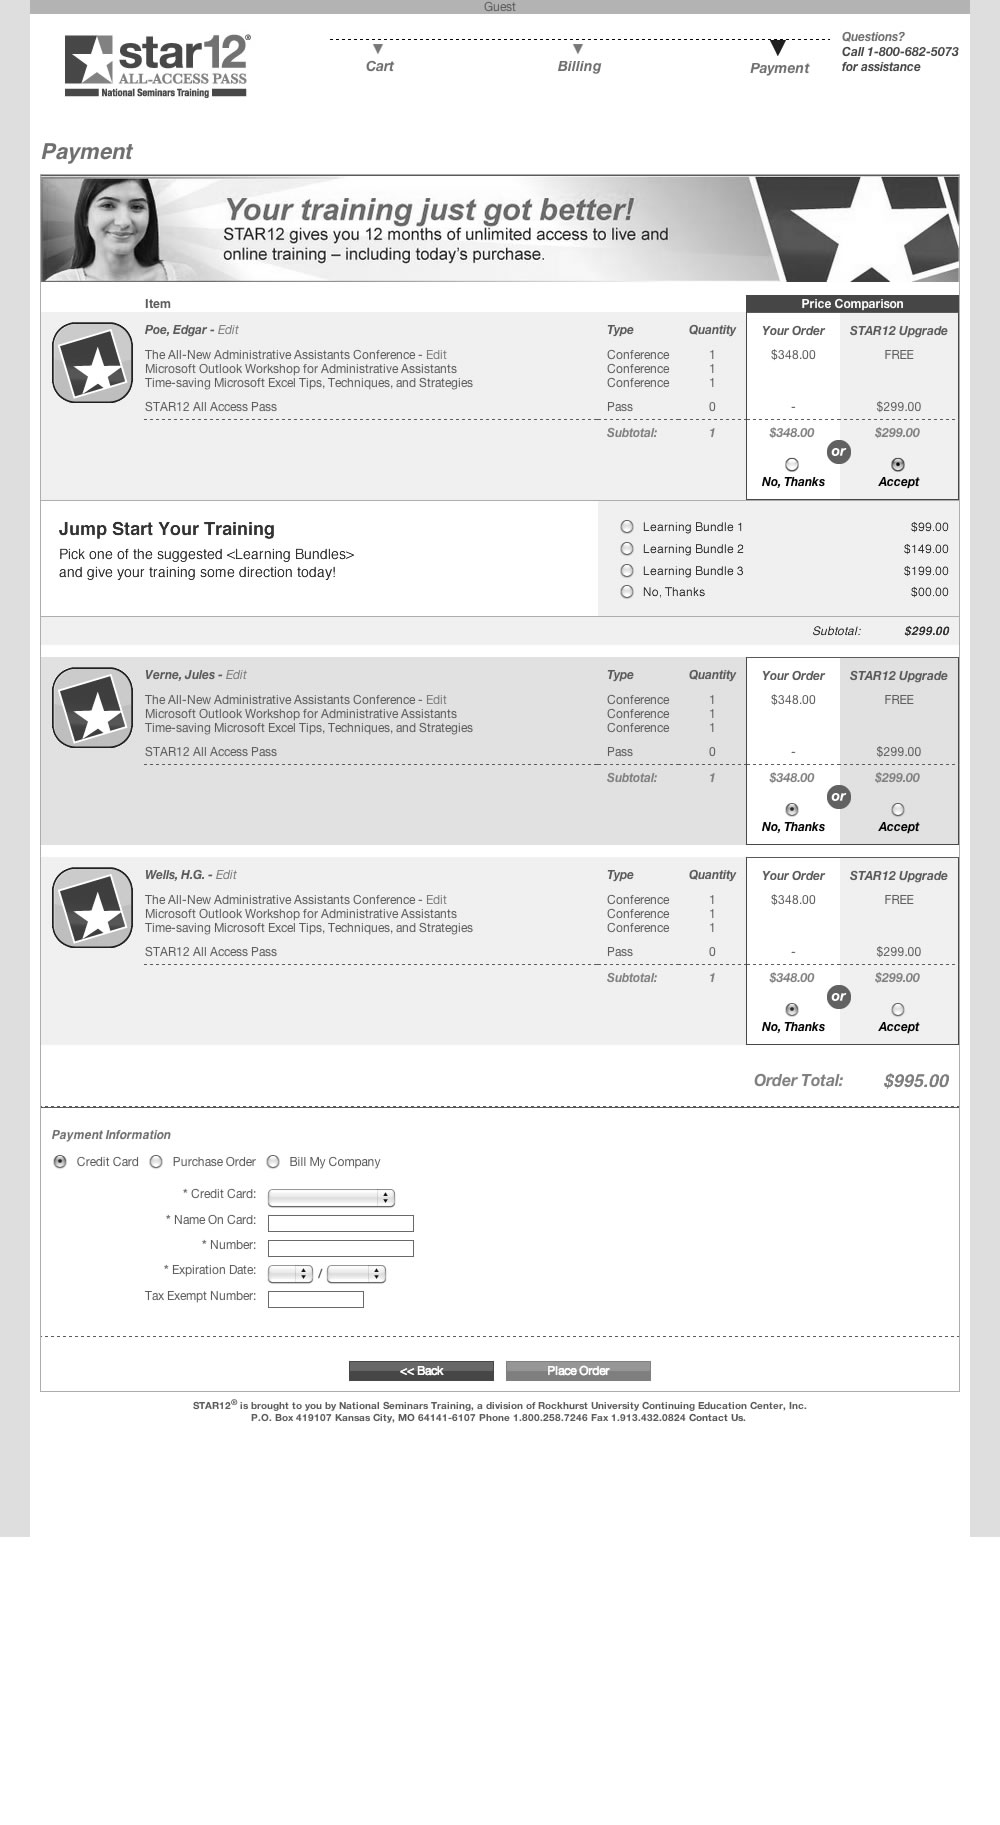 Guest
star12®
ALL-ACCESS PASS
National Seminars Training
Cart
Billing
Payment
Questions?
Call 1-800-682-5073
for assistance
Payment
Your training just got better!
STAR12 gives you 12 months of unlimited access to live and
online training – including today's purchase.
Item
Price Comparison
Poe, Edgar - Edit Type Quantity Your Order STAR12 Upgrade
The All-New Administrative Assistants Conference - Edit Conference 1 $348.00 FREE
Microsoft Outlook Workshop for Administrative Assistants Conference 1
Time-saving Microsoft Excel Tips, Techniques, and Strategies Conference 1
STAR12 All Access Pass Pass 0 - $299.00
Subtotal: 1 $348.00 $299.00
or
No, Thanks Accept
Jump Start Your Training
Pick one of the suggested <Learning Bundles>
and give your training some direction today!
Learning Bundle 1 $99.00
Learning Bundle 2 $149.00
Learning Bundle 3 $199.00
No, Thanks $00.00
Subtotal: $299.00
Verne, Jules - Edit Type Quantity Your Order STAR12 Upgrade
The All-New Administrative Assistants Conference - Edit Conference 1 $348.00 FREE
Microsoft Outlook Workshop for Administrative Assistants Conference 1
Time-saving Microsoft Excel Tips, Techniques, and Strategies Conference 1
STAR12 All Access Pass Pass 0 - $299.00
Subtotal: 1 $348.00 $299.00
or
No, Thanks Accept
Wells, H.G. - Edit Type Quantity Your Order STAR12 Upgrade
The All-New Administrative Assistants Conference - Edit Conference 1 $348.00 FREE
Microsoft Outlook Workshop for Administrative Assistants Conference 1
Time-saving Microsoft Excel Tips, Techniques, and Strategies Conference 1
STAR12 All Access Pass Pass 0 - $299.00
Subtotal: 1 $348.00 $299.00
or
No, Thanks Accept
Order Total: $995.00
Payment Information
Credit Card Purchase Order Bill My Company
* Credit Card:
* Name On Card:
* Number:
* Expiration Date: /
Tax Exempt Number:
<< Back Place Order
STAR12® is brought to you by National Seminars Training, a division of Rockhurst University Continuing Education Center, Inc.
P.O. Box 419107 Kansas City, MO 64141-6107 Phone 1.800.258.7246 Fax 1.913.432.0824 Contact Us.